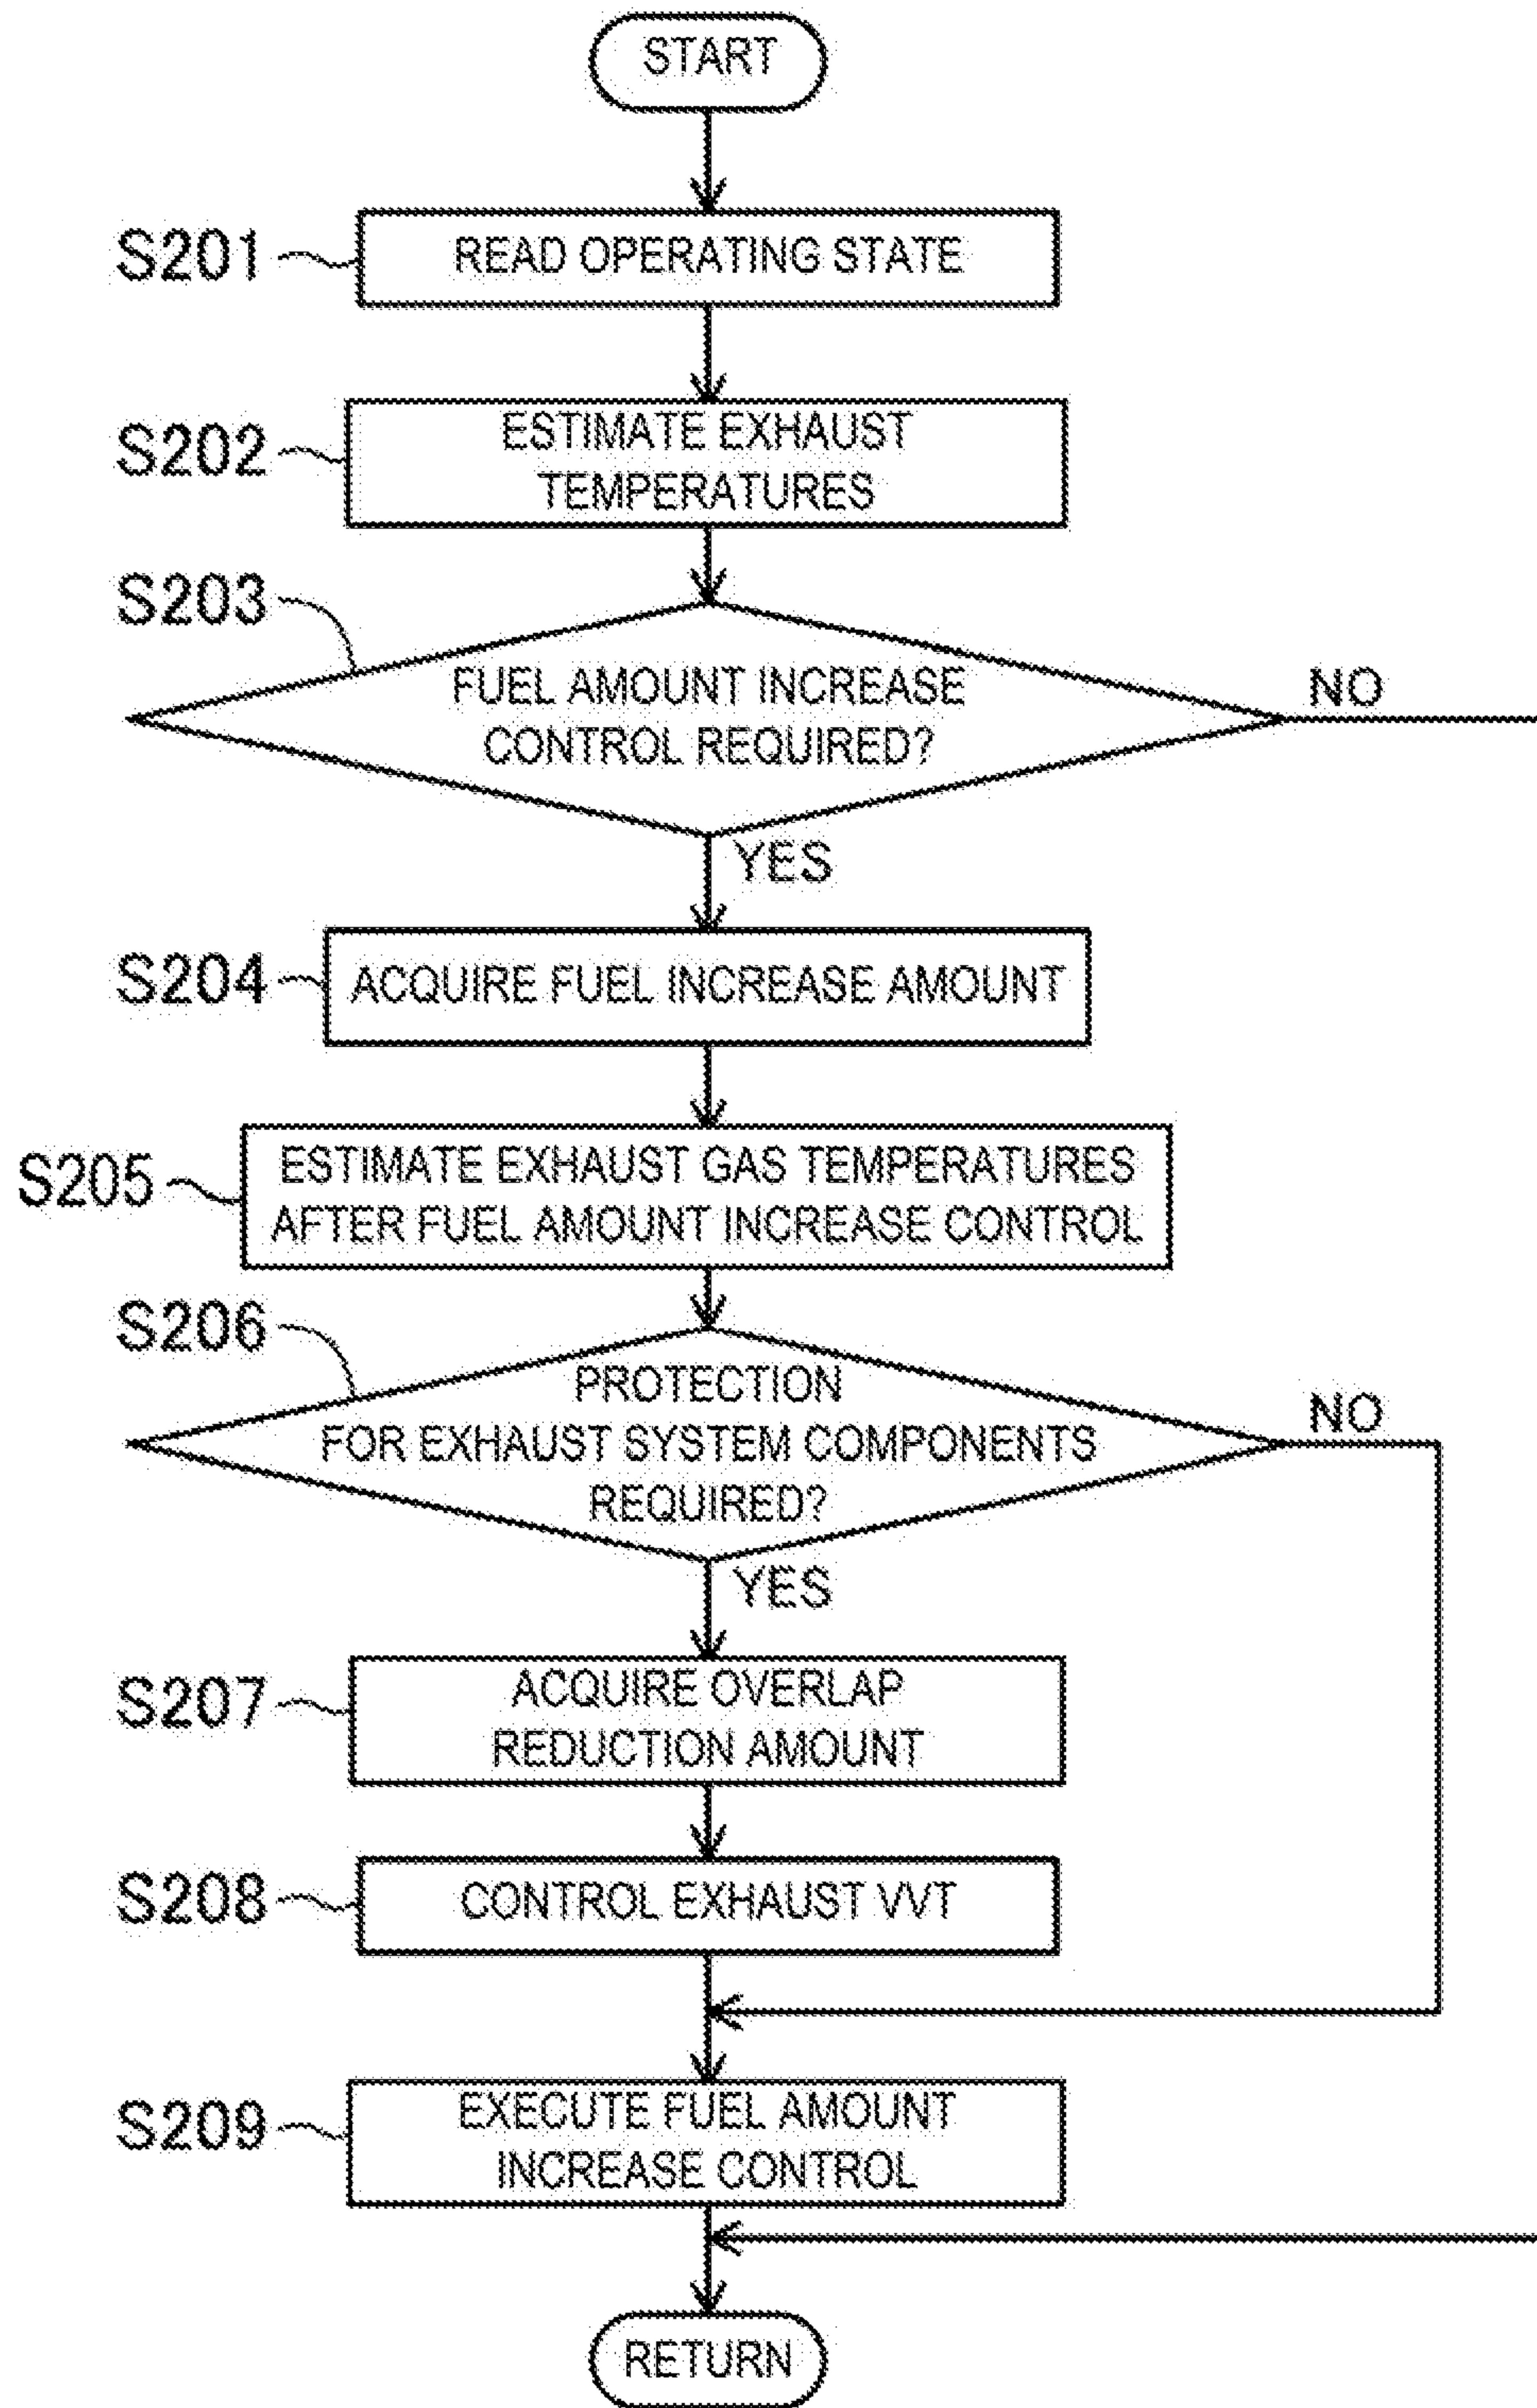 START
S201
READ OPERATING STATE
S202
ESTIMATE EXHAUST
TEMPERATURES
S203
FUEL AMOUNT INCREASE
CONTROL REQUIRED?
NO
YES
S204
ACQUIRE FUEL INCREASE AMOUNT
S205
ESTIMATE EXHAUST GAS TEMPERATURES
AFTER FUEL AMOUNT INCREASE CONTROL
S206
PROTECTION
FOR EXHAUST SYSTEM COMPONENTS
REQUIRED?
NO
YES
S207
ACQUIRE OVERLAP
REDUCTION AMOUNT
S208
CONTROL EXHAUST VVT
S209
EXECUTE FUEL AMOUNT
INCREASE CONTROL
RETURN